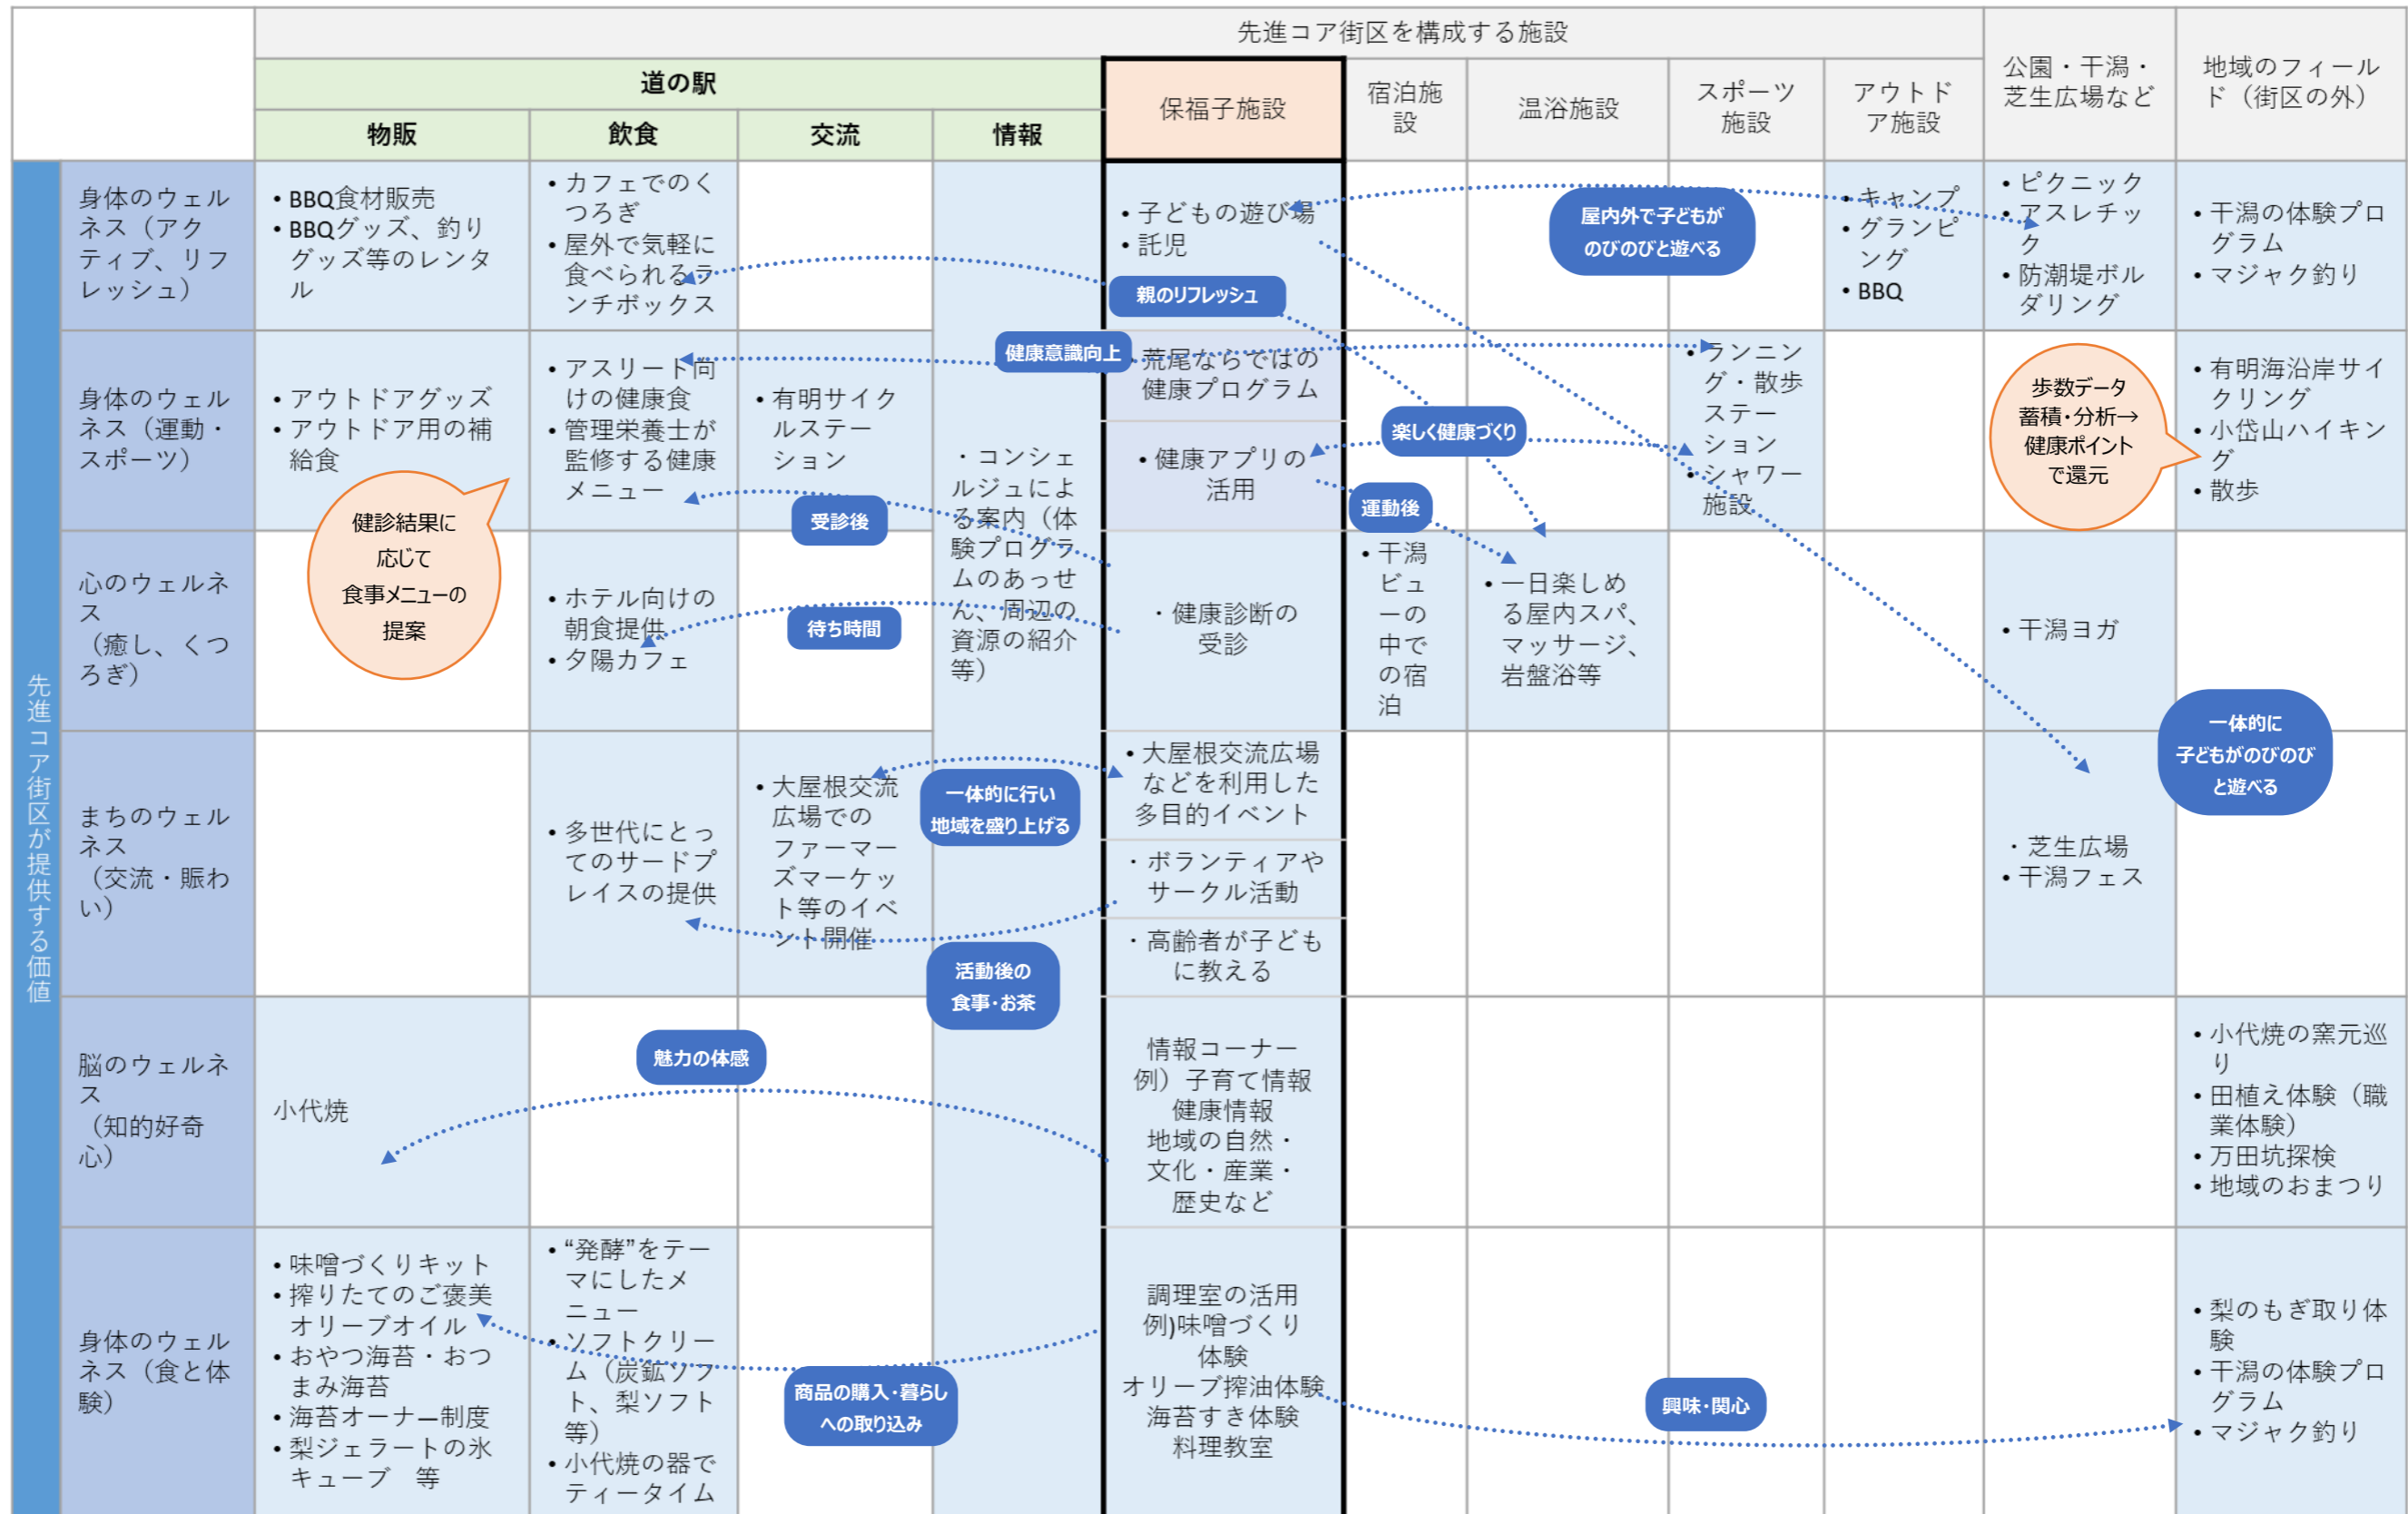 先進コア街区を構成する施設
道の駅
保福子施設
宿泊施
設
温浴施設
スポーツ
施設
アウトド
ア施設
公園・干潟・
芝生広場など
地域のフィール
ド（街区の外）
物販
飲食
交流
情報
先進コア街区が提供する価値
身体のウェル
ネス（アク
ティブ、リフ
レッシュ）
• BBQ食材販売
• BBQグッズ、釣り
グッズ等のレンタ
ル
• カフェでのく
つろぎ
• 屋外で気軽に
食べられるラ
ンチボックス
• 子どもの遊び場
• 託児
屋内外で子どもが
のびのびと遊べる
• キャンプ
• グランピ
ング
• BBQ
• ピクニック
• アスレチッ
ク
• 防潮堤ボル
ダリング
• 干潟の体験プロ
グラム
• マジャク釣り
親のリフレッシュ
健康意識向上
身体のウェル
ネス（運動・
スポーツ）
• アウトドアグッズ
• アウトドア用の補
給食
• アスリート向
けの健康食
• 管理栄養士が
監修する健康
メニュー
• 有明サイク
ルステー
ション
・コンシェ
ルジュによ
る案内（体
験プログラ
ムのあっせ
ん、周辺の
資源の紹介
等）
• 荒尾ならではの
健康プログラム
• 健康アプリの
活用
楽しく健康づくり
運動後
• ランニン
グ・散歩
ステー
ション
• シャワー
施設
歩数データ
蓄積・分析→
健康ポイント
で還元
• 有明海沿岸サイ
クリング
• 小岱山ハイキン
グ
• 散歩
健診結果に
応じて
食事メニューの
提案
受診後
待ち時間
心のウェルネ
ス
（癒し、くつ
ろぎ）
• ホテル向けの
朝食提供
• 夕陽カフェ
・健康診断の
受診
• 干潟
ビュ
ーの
中で
の宿
泊
• 一日楽しめ
る屋内スパ、
マッサージ、
岩盤浴等
• 干潟ヨガ
一体的に
子どもがのびのび
と遊べる
まちのウェル
ネス
（交流・賑わ
い）
• 多世代にとっ
てのサードプ
レイスの提供
• 大屋根交流
広場での
ファーマー
ズマーケッ
ト等のイベ
ント開催
一体的に行い
地域を盛り上げる
• 大屋根交流広場
などを利用した
多目的イベント
・ボランティアや
サークル活動
・高齢者が子ども
に教える
・芝生広場
• 干潟フェス
活動後の
食事・お茶
脳のウェルネ
ス
（知的好奇
心）
小代焼
魅力の体感
情報コーナー
例）子育て情報
健康情報
地域の自然・
文化・産業・
歴史など
• 小代焼の窯元巡
り
• 田植え体験（職
業体験）
• 万田坑探検
• 地域のおまつり
身体のウェル
ネス（食と体
験）
• 味噌づくりキット
• 搾りたてのご褒美
オリーブオイル
• おやつ海苔・おつ
まみ海苔
• 海苔オーナー制度
• 梨ジェラートの氷
キューブ　等
• “発酵”をテー
マにしたメ
ニュー
• ソフトクリー
ム（炭鉱ソフ
ト、梨ソフト
等）
• 小代焼の器で
ティータイム
商品の購入・暮らし
への取り込み
調理室の活用
例)味噌づくり
体験
オリーブ搾油体験
海苔すき体験
料理教室
興味・関心
• 梨のもぎ取り体
験
• 干潟の体験プロ
グラム
• マジャク釣り